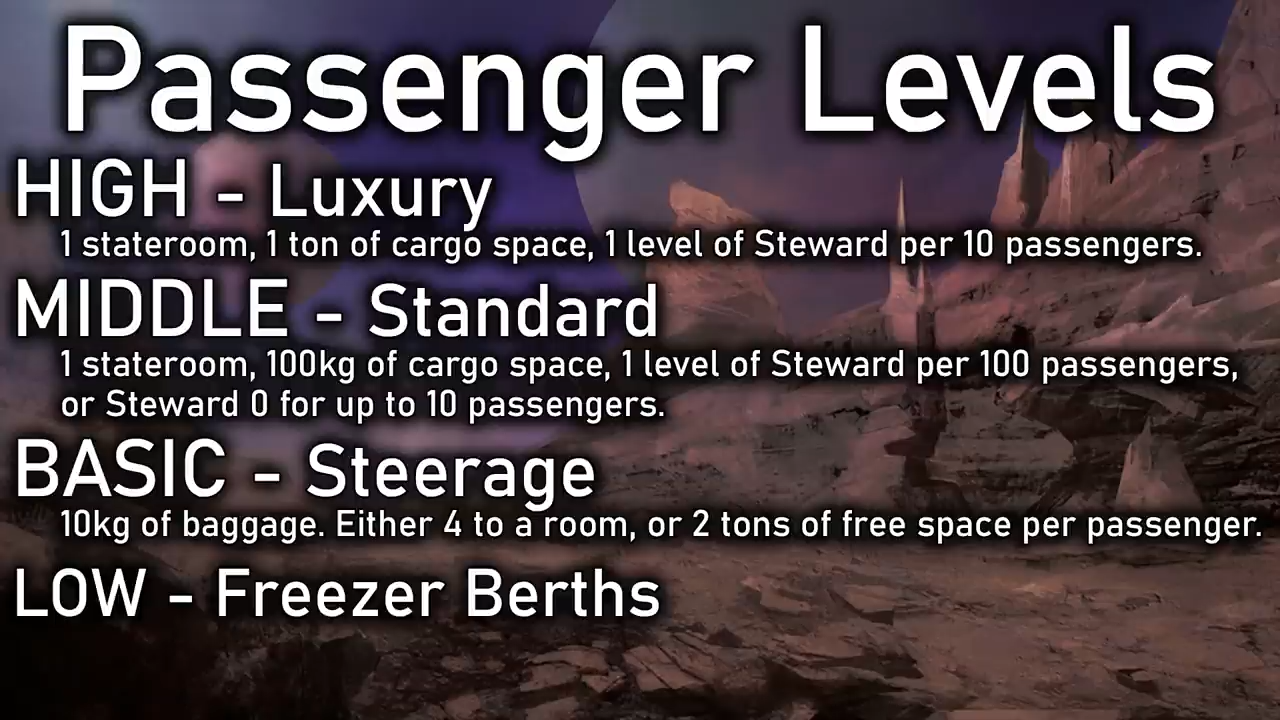 Passenger Levels
HIGH - Luxury
1 stateroom, 1 ton of cargo space, 1 level of Steward per 10 passengers.
MIDDLE - Standard
1 stateroom, 100kg of cargo space, 1 level of Steward per 100 passengers,
or Steward 0 for up to 10 passengers.
BASIC - Steerage
10kg of baggage. Either 4 to a room, or 2 tons of free space per passenger.
LOW - Freezer Berths